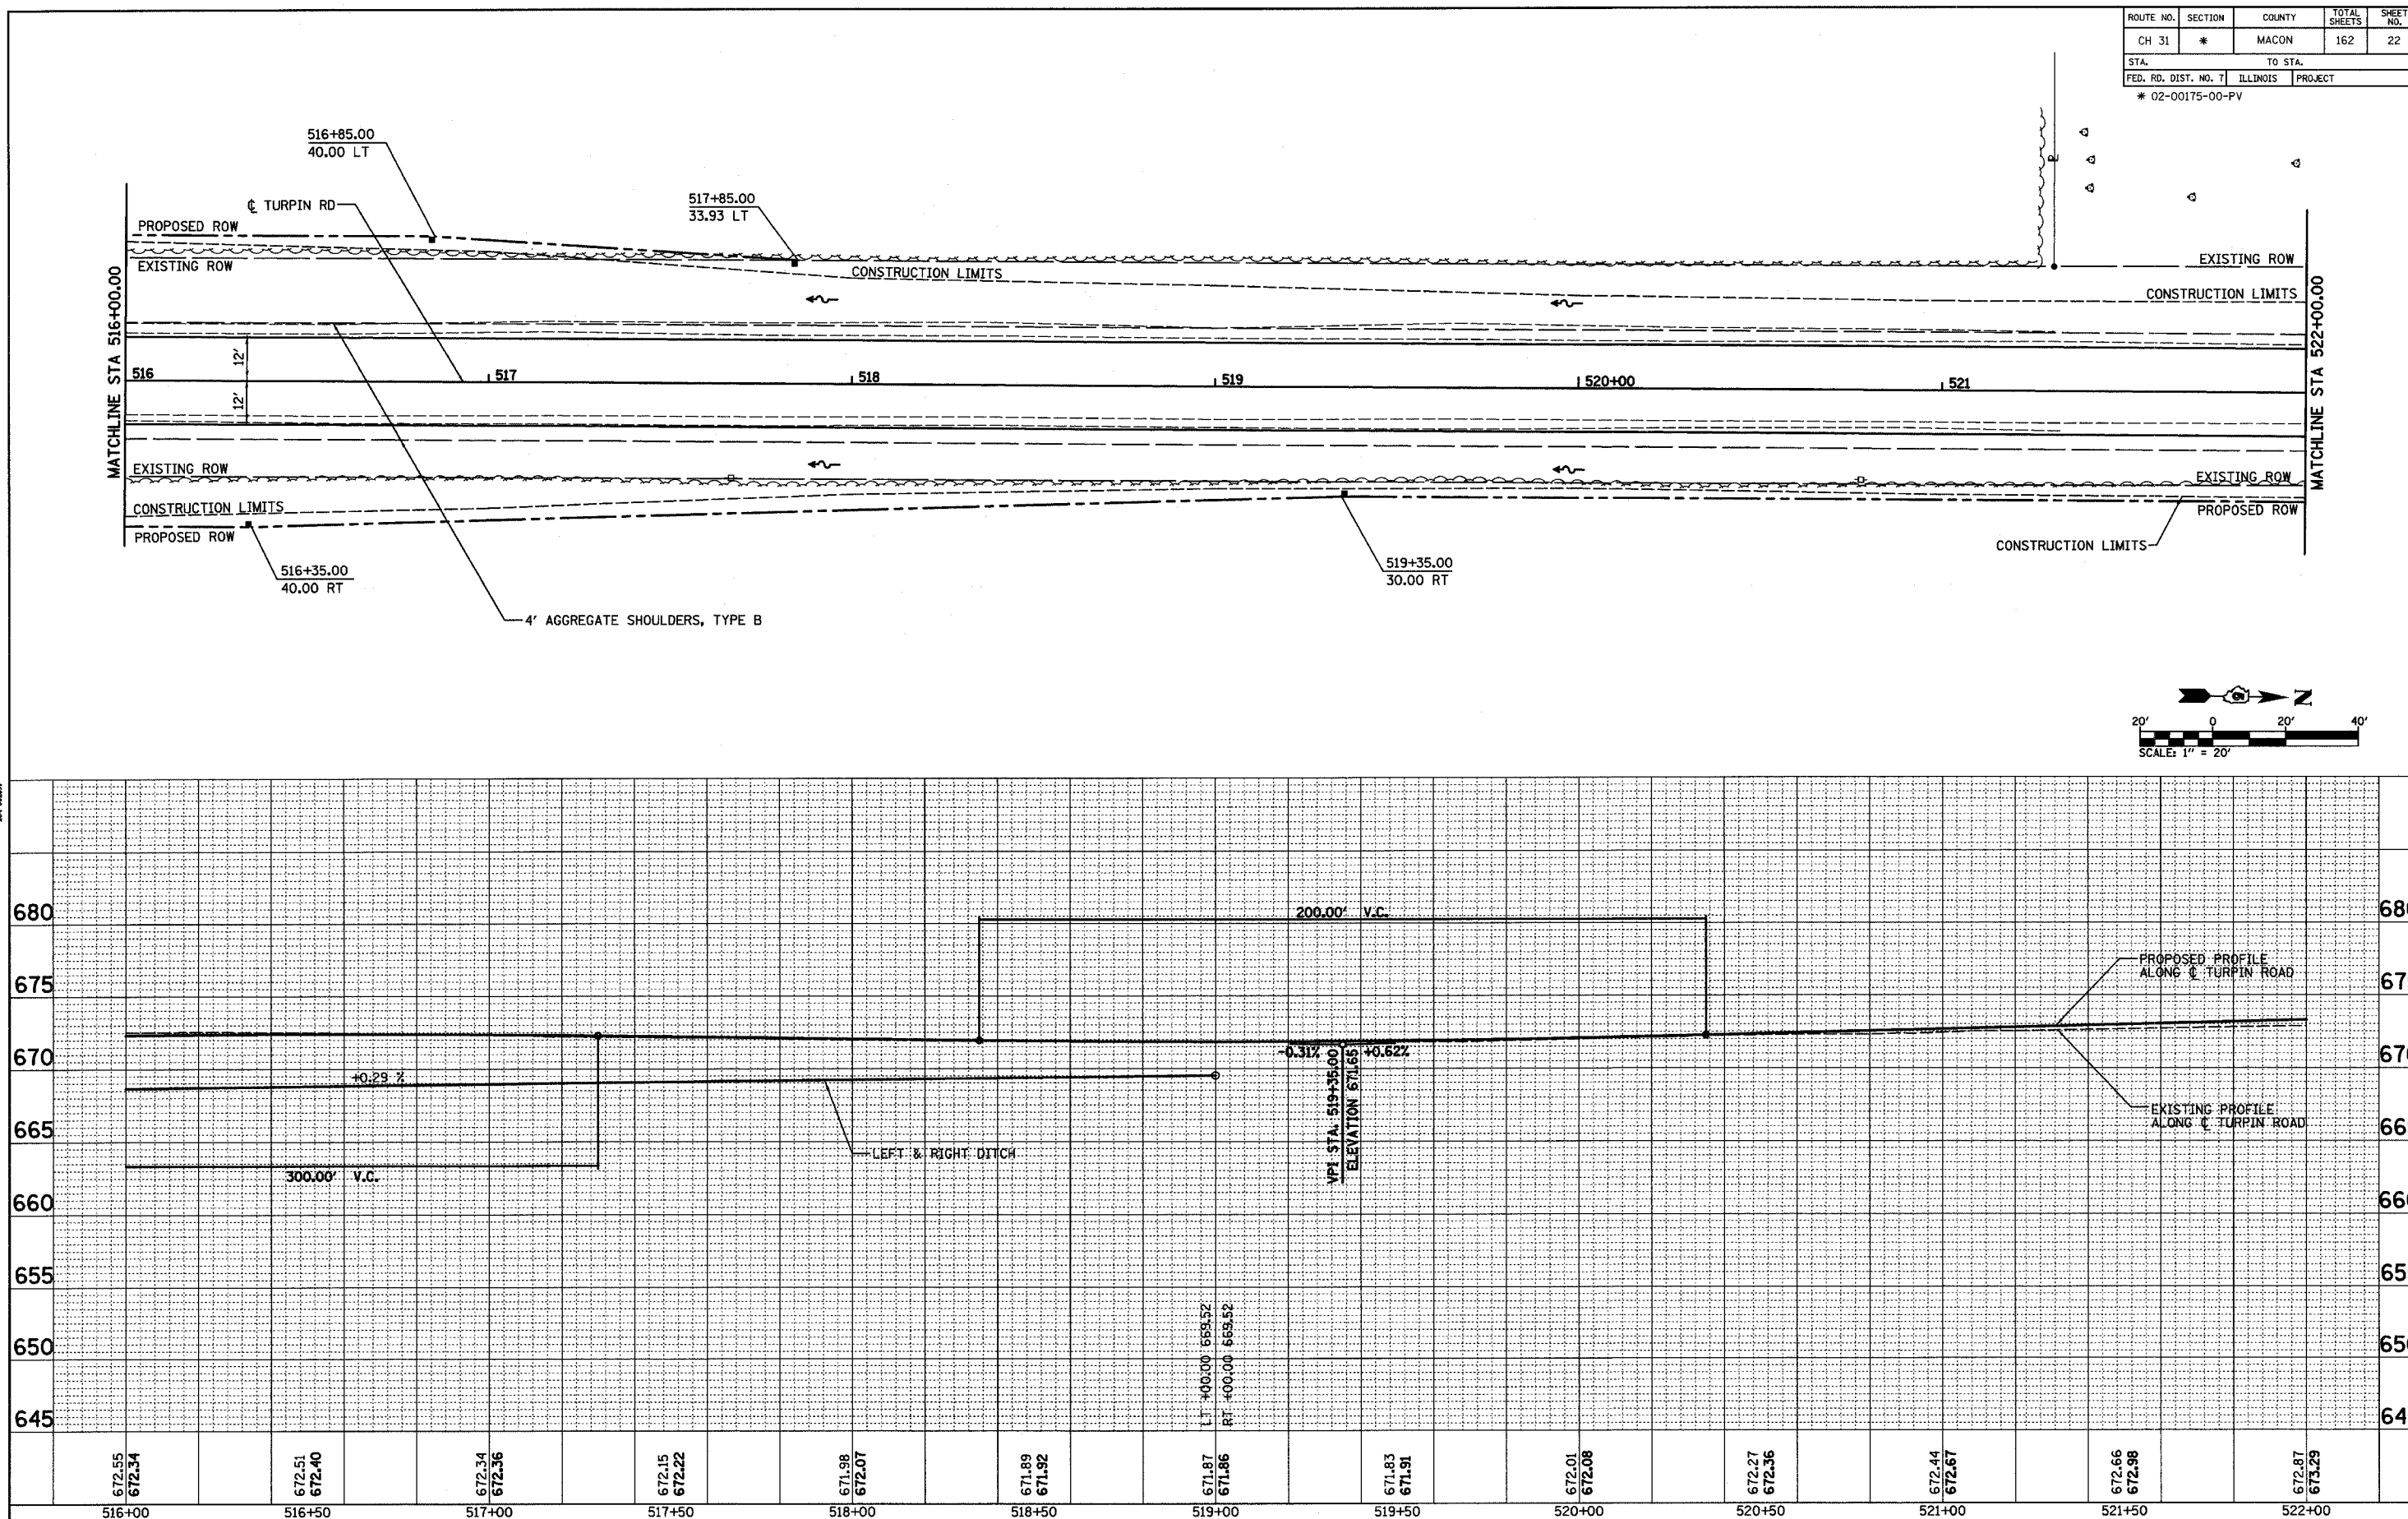 ROUTE NO. SECTION COUNTY TOTAL SHEETS SHEET NO.
CH 31 * MACON 162 22
STA. TO STA.
FED. RD. DIST. NO. 7 ILLINOIS PROJECT
* 02-00175-00-PV
516+85.00
40.00 LT
517+85.00
33.93 LT
℄ TURPIN RD
PROPOSED ROW
EXISTING ROW
CONSTRUCTION LIMITS
EXISTING ROW
CONSTRUCTION LIMITS
MATCHLINE STA 516+00.00
MATCHLINE STA 522+00.00
12'
12'
516 517 518 519 520+00 521
EXISTING ROW
CONSTRUCTION LIMITS
PROPOSED ROW
EXISTING ROW
PROPOSED ROW
CONSTRUCTION LIMITS
516+35.00
40.00 RT
519+35.00
30.00 RT
4' AGGREGATE SHOULDERS, TYPE B
N
20' 0 20' 40'
SCALE: 1" = 20'
680
675
670
665
660
655
650
645
200.00' V.C.
PROPOSED PROFILE
ALONG ℄ TURPIN ROAD
-0.31% +0.62%
+0.29 %
VPI STA. 519+35.00
ELEVATION 671.65
EXISTING PROFILE
ALONG ℄ TURPIN ROAD
LEFT & RIGHT DITCH
300.00' V.C.
LT +00.00 669.52
RT +00.00 669.52
672.55 672.51 672.34 672.15 671.98 671.89 671.87 671.83 672.01 672.27 672.44 672.66 672.87
672.34 672.40 672.36 672.22 672.07 671.92 671.86 671.91 672.08 672.36 672.67 672.98 673.29
516+00 516+50 517+00 517+50 518+00 518+50 519+00 519+50 520+00 520+50 521+00 521+50 522+00